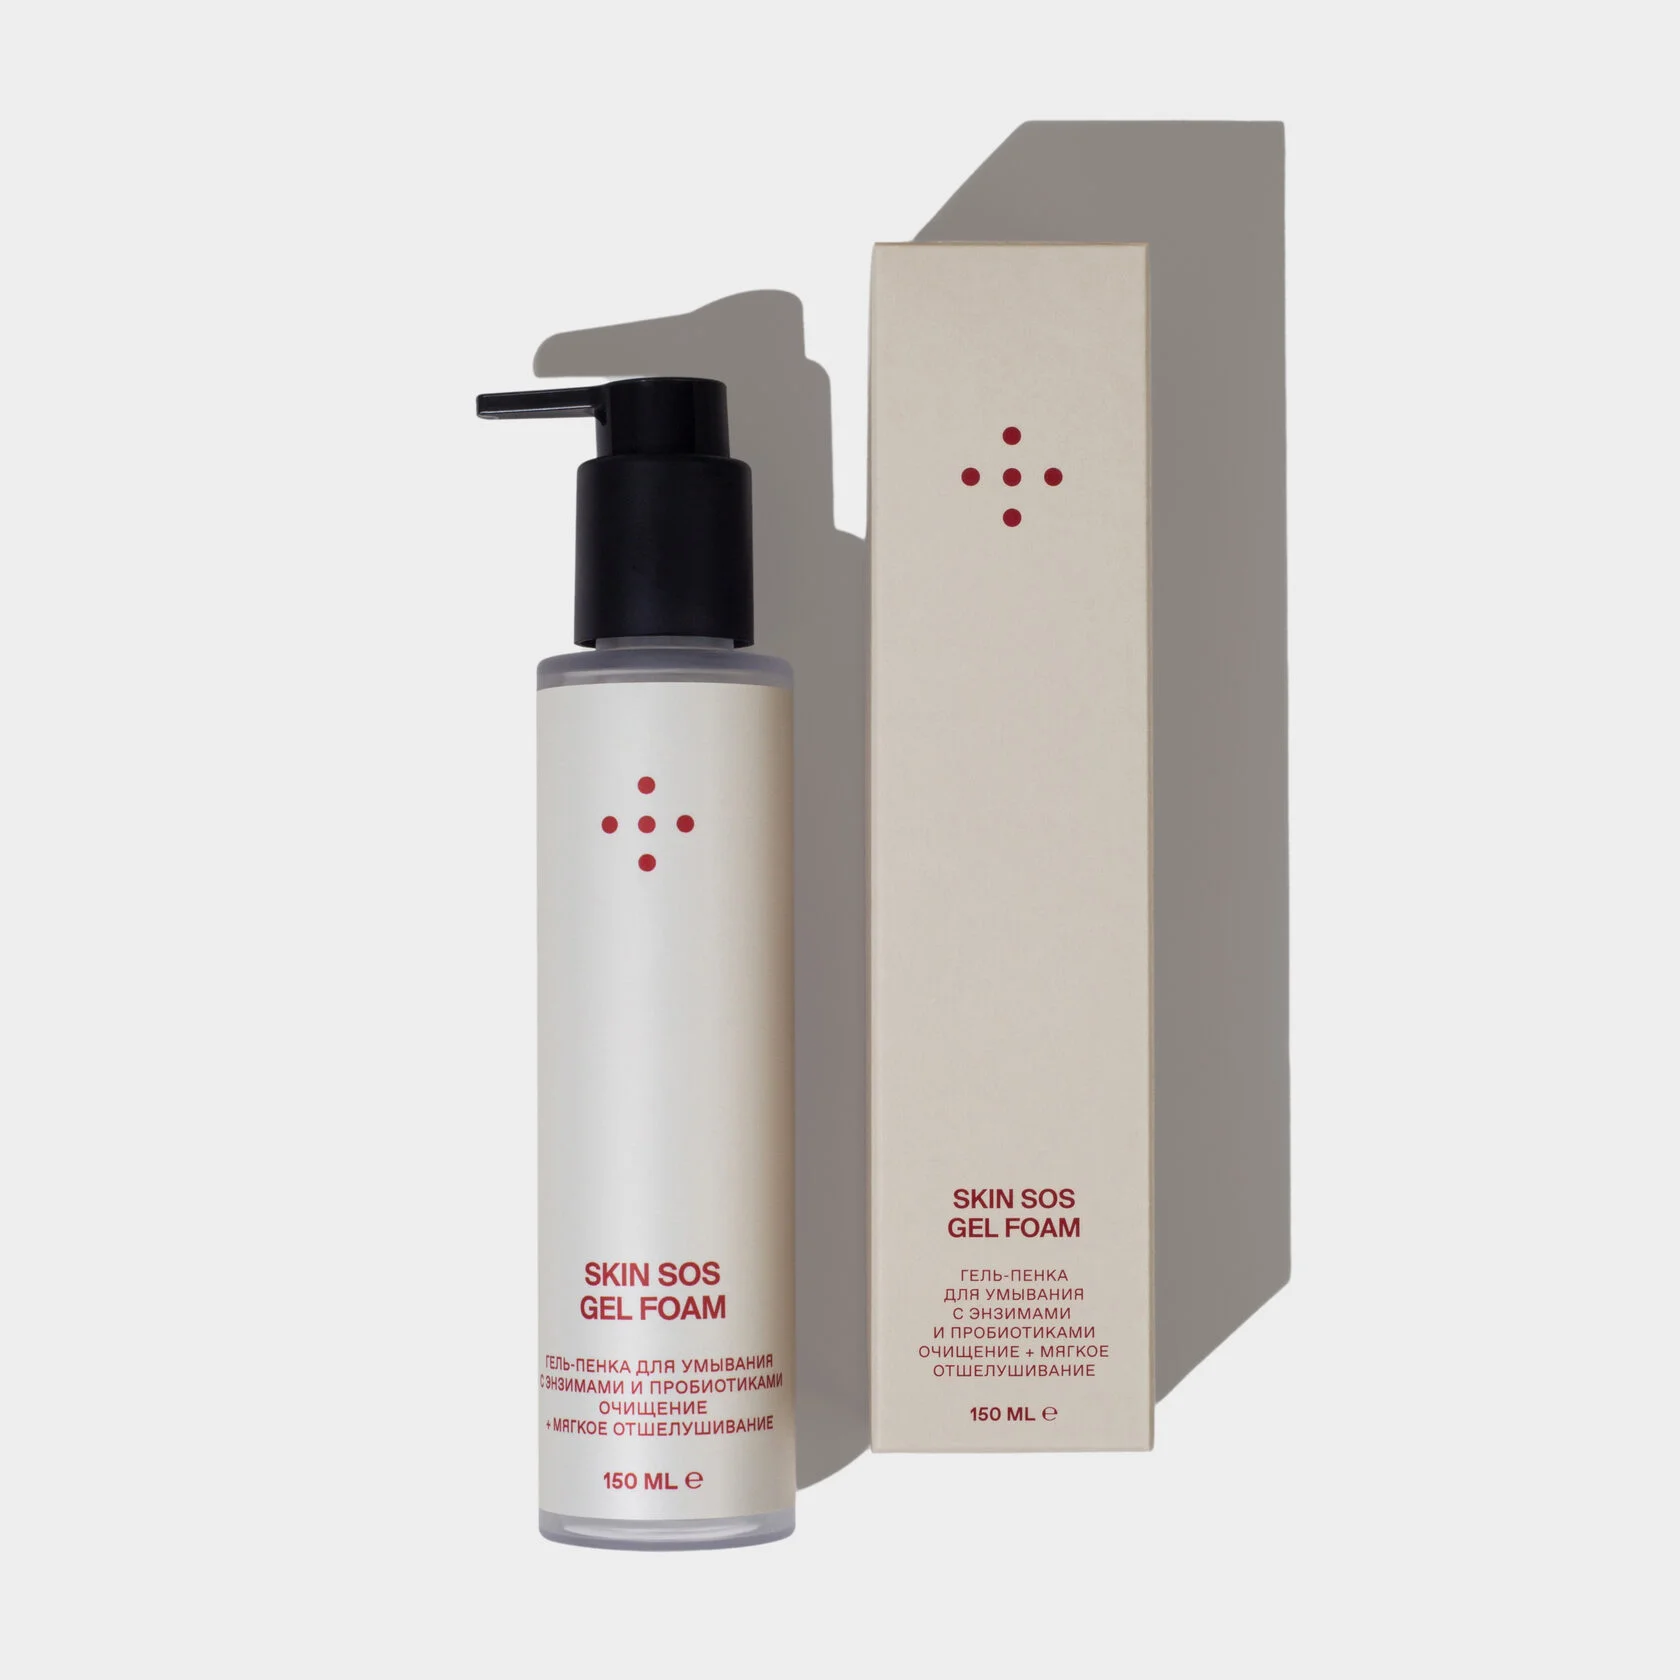 SKIN SOS
GEL FOAM
ГЕЛЬ-ПЕНКА ДЛЯ УМЫВАНИЯ
С ЭНЗИМАМИ И ПРОБИОТИКАМИ
ОЧИЩЕНИЕ
+ МЯГКОЕ ОТШЕЛУШИВАНИЕ
150 ML ℮
SKIN SOS
GEL FOAM
ГЕЛЬ-ПЕНКА
ДЛЯ УМЫВАНИЯ
С ЭНЗИМАМИ
И ПРОБИОТИКАМИ
ОЧИЩЕНИЕ + МЯГКОЕ
ОТШЕЛУШИВАНИЕ
150 ML ℮